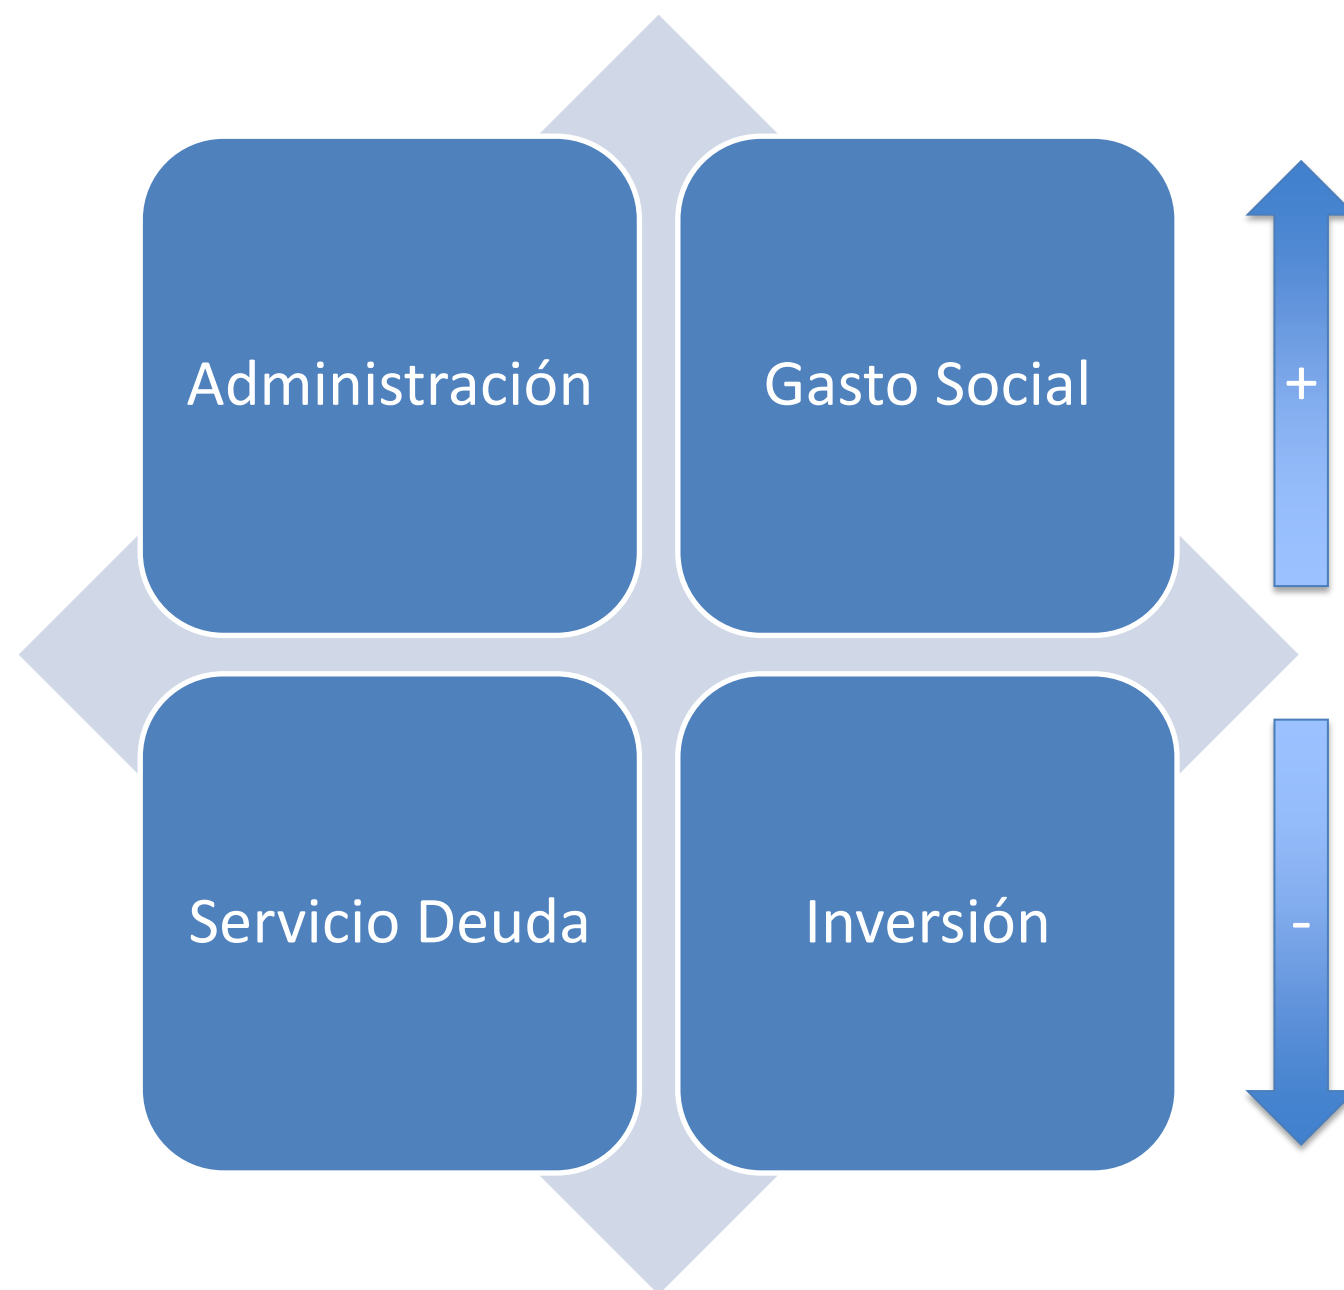 Administración
Gasto Social
+
Servicio Deuda
Inversión
-